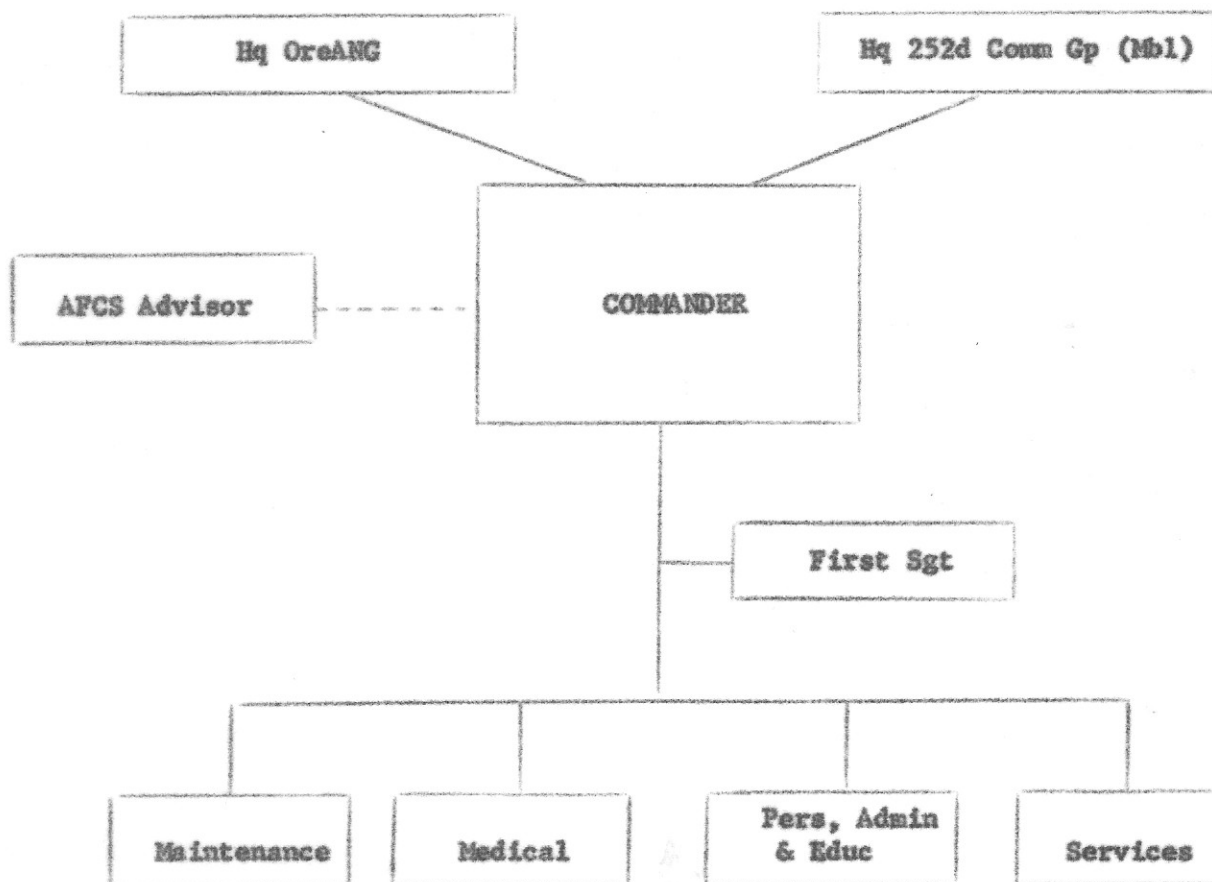 Hq OreANG
Hq 252d Comm Gp (Mbl)
AFCS Advisor
COMMANDER
First Sgt
Maintenance
Medical
Pers, Admin
& Educ
Services